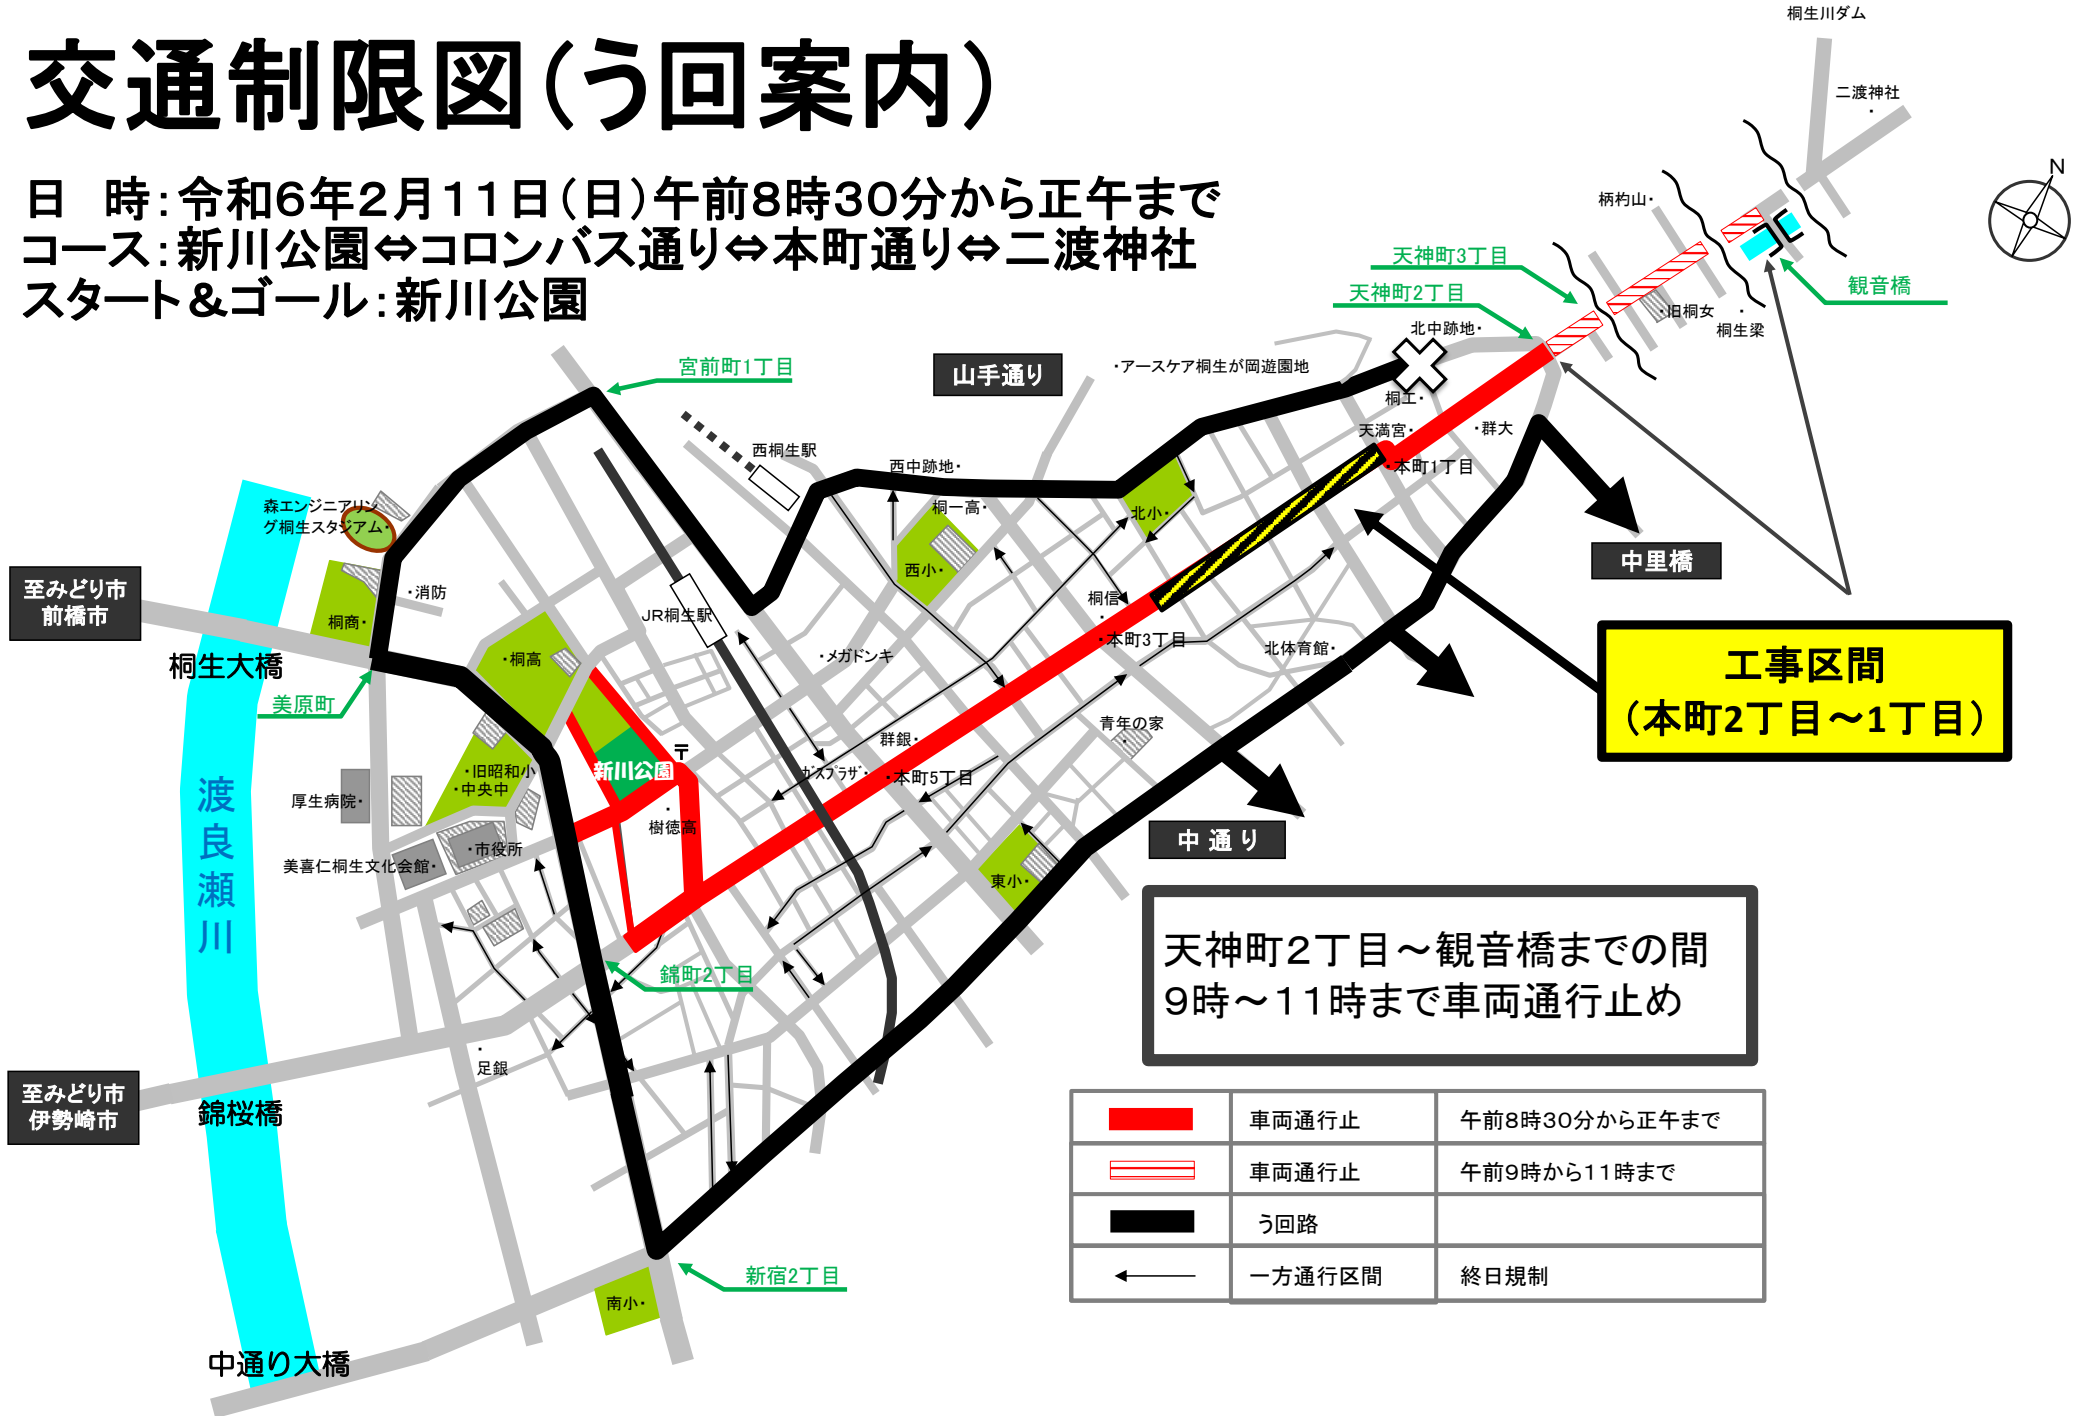 交通制限図(う回案内)
日　時:令和6年2月11日(日)午前8時30分から正午まで
コース:新川公園⇔コロンバス通り⇔本町通り⇔二渡神社
スタート&ゴール:新川公園
桐生川ダム
二渡神社
N
柄杓山・
天神町3丁目
天神町2丁目
観音橋
・旧桐女
桐生梁
北中跡地・
宮前町1丁目
山手通り
・アースケア桐生が岡遊園地
桐工・
天満宮・
・群大
・本町1丁目
西桐生駅
西中跡地・
桐一高・
北小・
森エンジニアリン
グ桐生スタジアム・
中里橋
至みどり市
前橋市
・消防
桐商・
西小・
桐信
JR桐生駅
・本町3丁目
北体育館・
・メガドンキ
・桐高
桐生大橋
美原町
工事区間
(本町2丁目～1丁目)
青年の家
群銀・
〒
新川公園
ガスプラザ・
・本町5丁目
・旧昭和小
・中央中
渡良瀬川
厚生病院・
樹徳高
中通り
・市役所
美喜仁桐生文化会館・
東小・
天神町2丁目～観音橋までの間
9時～11時まで車両通行止め
錦町2丁目
足銀
至みどり市
伊勢崎市
錦桜橋
車両通行止　午前8時30分から正午まで
車両通行止　午前9時から11時まで
う回路
一方通行区間　終日規制
新宿2丁目
南小・
中通り大橋